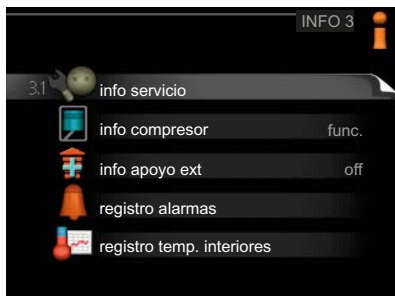 INFO 3
3.1 info servicio
info compresor func.
info apoyo ext off
registro alarmas
registro temp. interiores